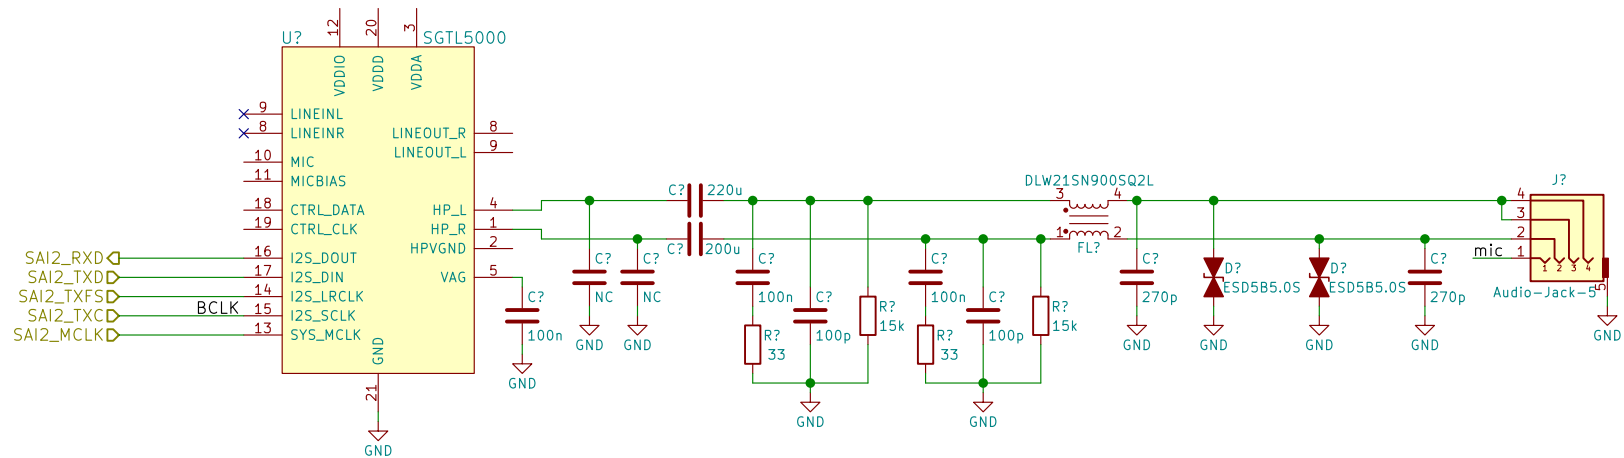 U?
SGTL5000
12
20
3
VDDIO
VDDD
VDDA
9 LINEINL
8 LINEINR
LINEOUT_R 8
LINEOUT_L 9
10 MIC
11 MICBIAS
18 CTRL_DATA
19 CTRL_CLK
HP_L 4
HP_R 1
HPVGND 2
VAG 5
SAI2_RXD 16 I2S_DOUT
SAI2_TXD 17 I2S_DIN
SAI2_TXFS 14 I2S_LRCLK
SAI2_TXC BCLK 15 I2S_SCLK
SAI2_MCLK 13 SYS_MCLK
GND
21
GND
C?
100n
GND
C?
NC
GND
C?
NC
GND
C? 220u
C? 200u
C?
100n
R?
33
C?
100p
R?
15k
GND
C?
100n
R?
33
C?
100p
R?
15k
GND
DLW21SN900SQ2L
3 4
1 2
FL?
C?
270p
GND
D?
ESD5B5.0S
GND
D?
ESD5B5.0S
GND
C?
270p
GND
J?
4
3
2
mic 1
1 2 3 4
5
Audio-Jack-5
GND